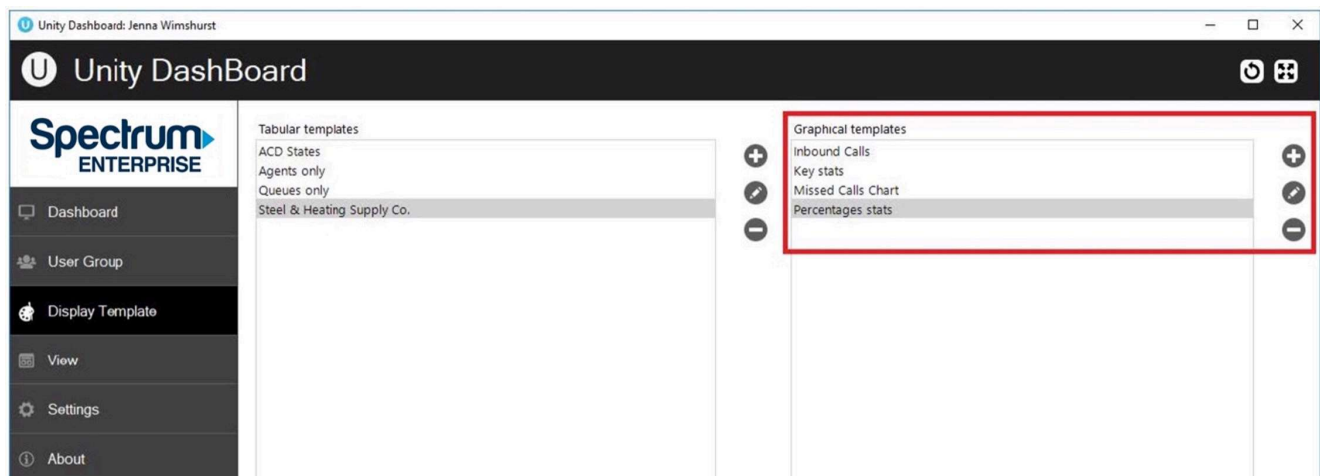 Unity Dashboard: Jenna Wimshurst
U Unity DashBoard
Spectrum
ENTERPRISE
Dashboard
User Group
Display Template
View
Settings
About
Tabular templates
ACD States
Agents only
Queues only
Steel & Heating Supply Co.
Graphical templates
Inbound Calls
Key stats
Missed Calls Chart
Percentages stats